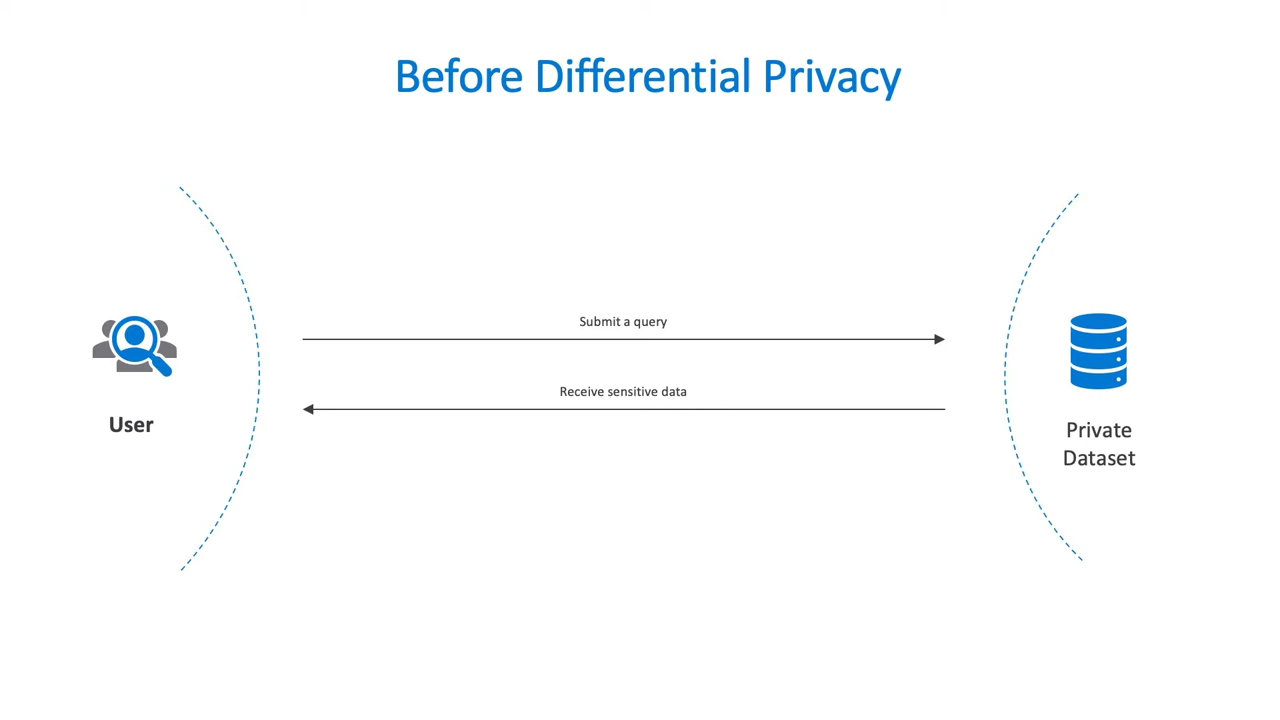 Before Differential Privacy
Submit a query
Receive sensitive data
User
Private
Dataset